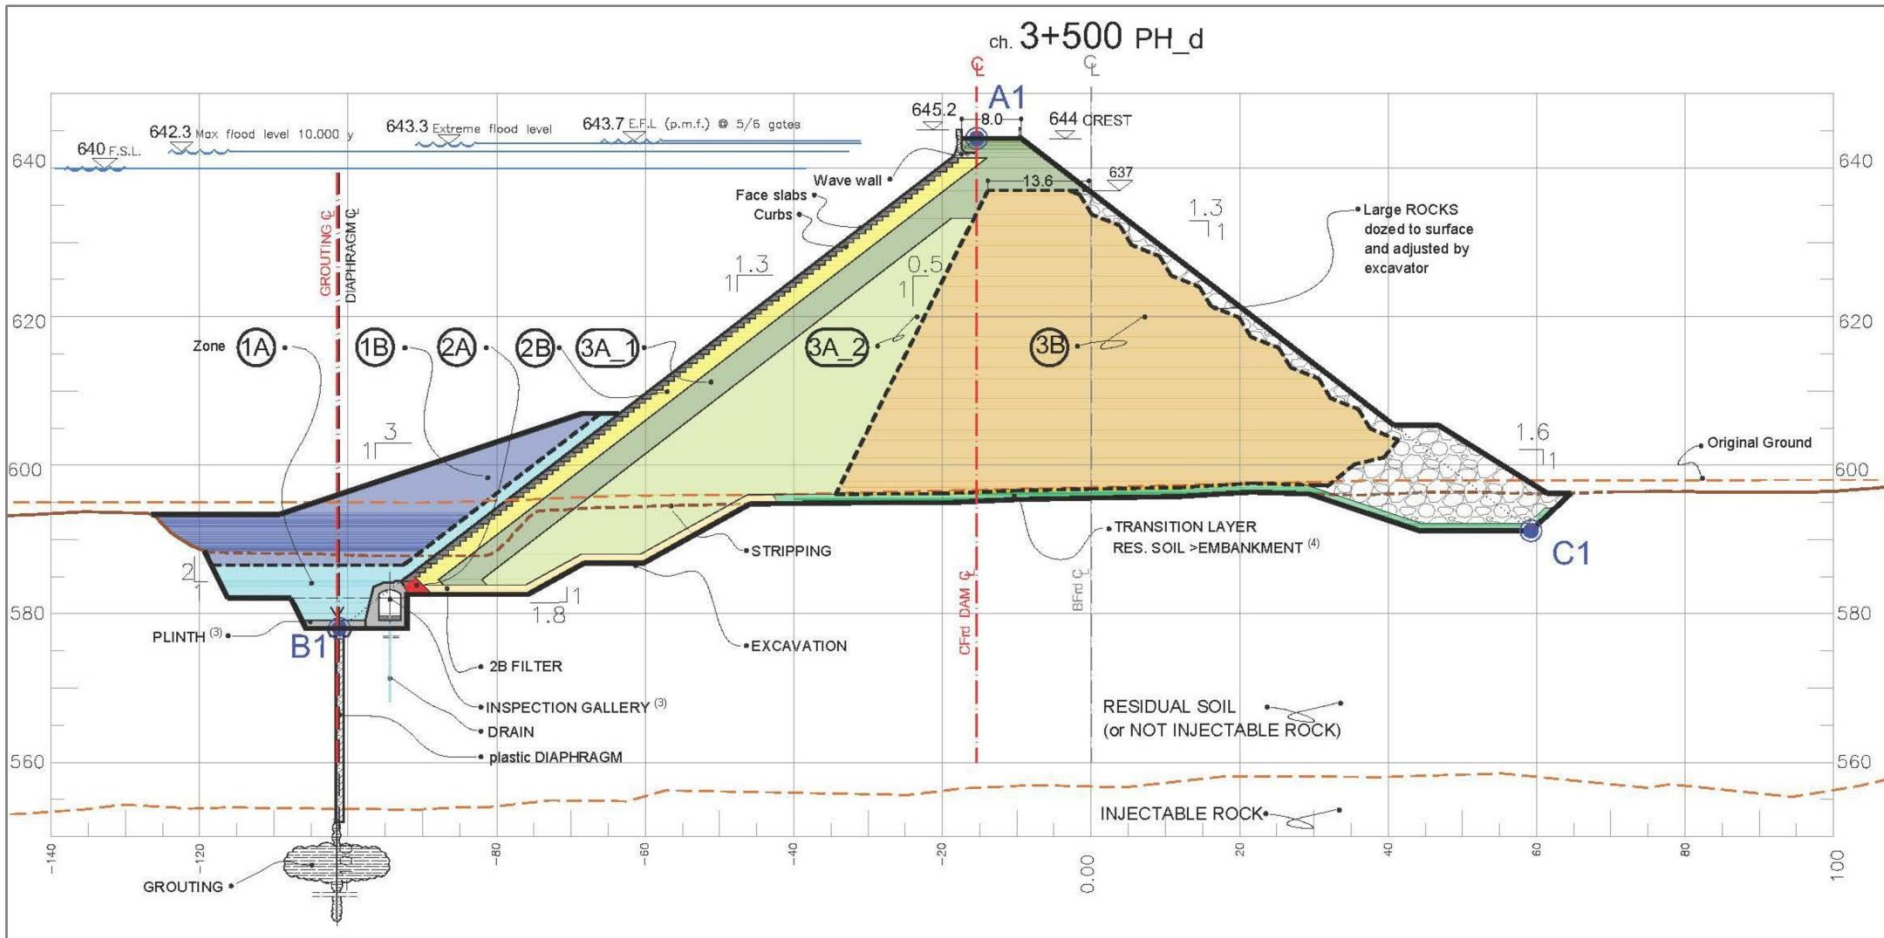 ch. 3+500 PH_d
℄
℄
A1
645.2
8.0
644 CREST
642.3 Max flood level 10.000 y
643.3 Extreme flood level
643.7 E.F.L (p.m.f.) @ 5/6 gates
640 F.S.L.
640
640
Wave wall
Face slabs
Curbs
13.6
637
1.3
1
Large ROCKS
dozed to surface
and adjusted by
excavator
GROUTING ℄
DIAPHRAGM ℄
1.3
1
0.5
1
620
620
Zone
1A
1B
2A
2B
3A_1
3A_2
3B
3
1
1.6
1
Original Ground
600
600
TRANSITION LAYER
RES. SOIL >EMBANKMENT (4)
STRIPPING
C1
2
1
1
1.8
580
580
PLINTH (3)
B1
EXCAVATION
CFrd DAM ℄
BFrd ℄
2B FILTER
INSPECTION GALLERY (3)
DRAIN
plastic DIAPHRAGM
RESIDUAL SOIL
(or NOT INJECTABLE ROCK)
560
560
INJECTABLE ROCK
GROUTING
-140
-120
-100
-80
-60
-40
-20
0.00
20
40
60
80
100